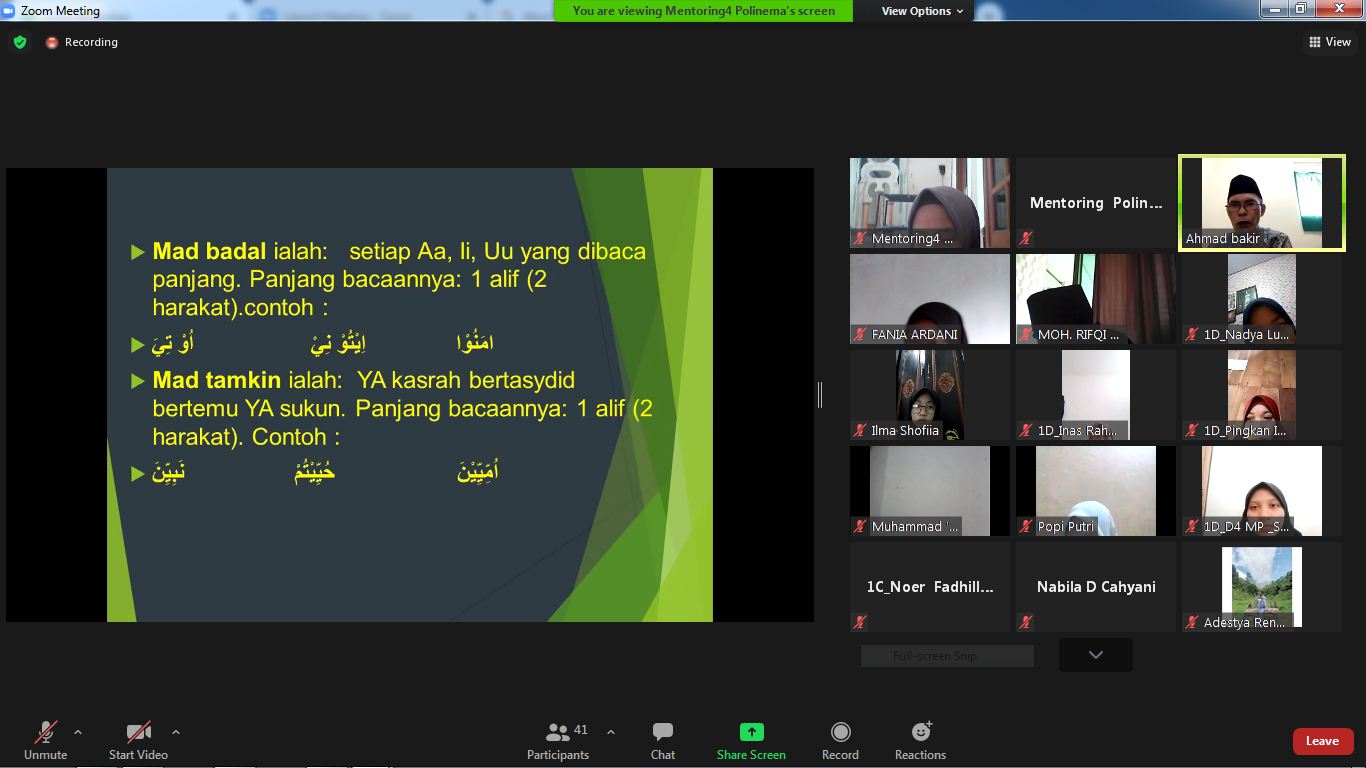 Zoom Meeting
You are viewing Mentoring4 Polinema's screen
View Options
Recording
View
Mad badal ialah: setiap Aa, Ii, Uu yang dibaca
panjang. Panjang bacaannya: 1 alif (2
harakat).contoh :
امَنُوْا اِيْتُوْ نِيْ أُوْ تِيَ
Mad tamkin ialah: YA kasrah bertasydid
bertemu YA sukun. Panjang bacaannya: 1 alif (2
harakat). Contoh :
اُمِّيِّيْنَ حُيِّيْتُمْ نَبِيِّنَ
Mentoring4 ...
Mentoring Polin...
Ahmad bakir
FANIA ARDANI
MOH. RIFQI ...
1D_Nadya Lu...
Ilma Shofiia
1D_Inas Rah...
1D_Pingkan I...
Muhammad '...
Popi Putri
1D_D4 MP _S...
1C_Noer Fadhill...
Nabila D Cahyani
Adestya Ren...
Full-screen Snip
Unmute
Start Video
41
Participants
Chat
Share Screen
Record
Reactions
Leave